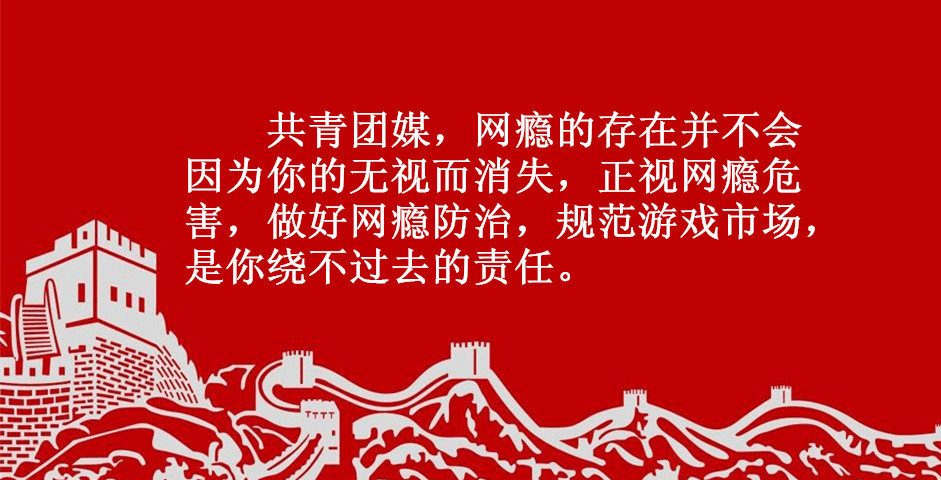 共青团媒，网瘾的存在并不会
因为你的无视而消失，正视网瘾危
害，做好网瘾防治，规范游戏市场，
是你绕不过去的责任。